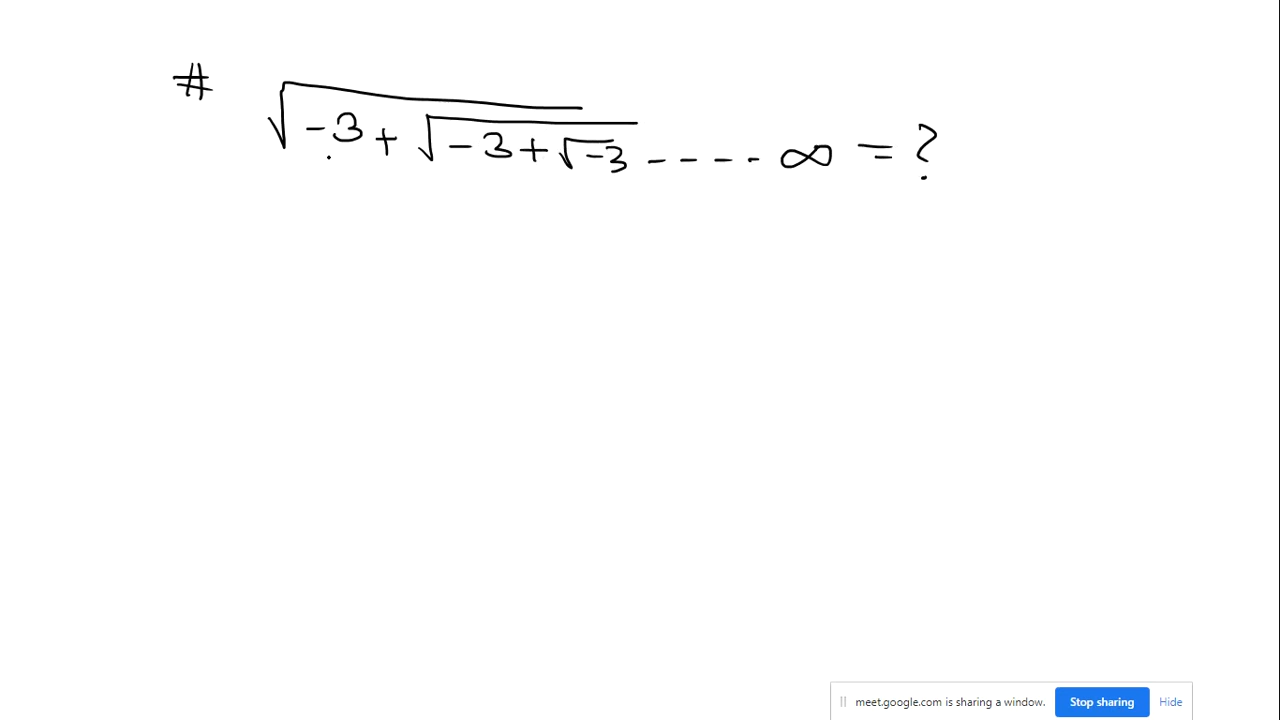 # √-3 + √-3 + √-3 ---- ∞ = ?
meet.google.com is sharing a window. Stop sharing Hide